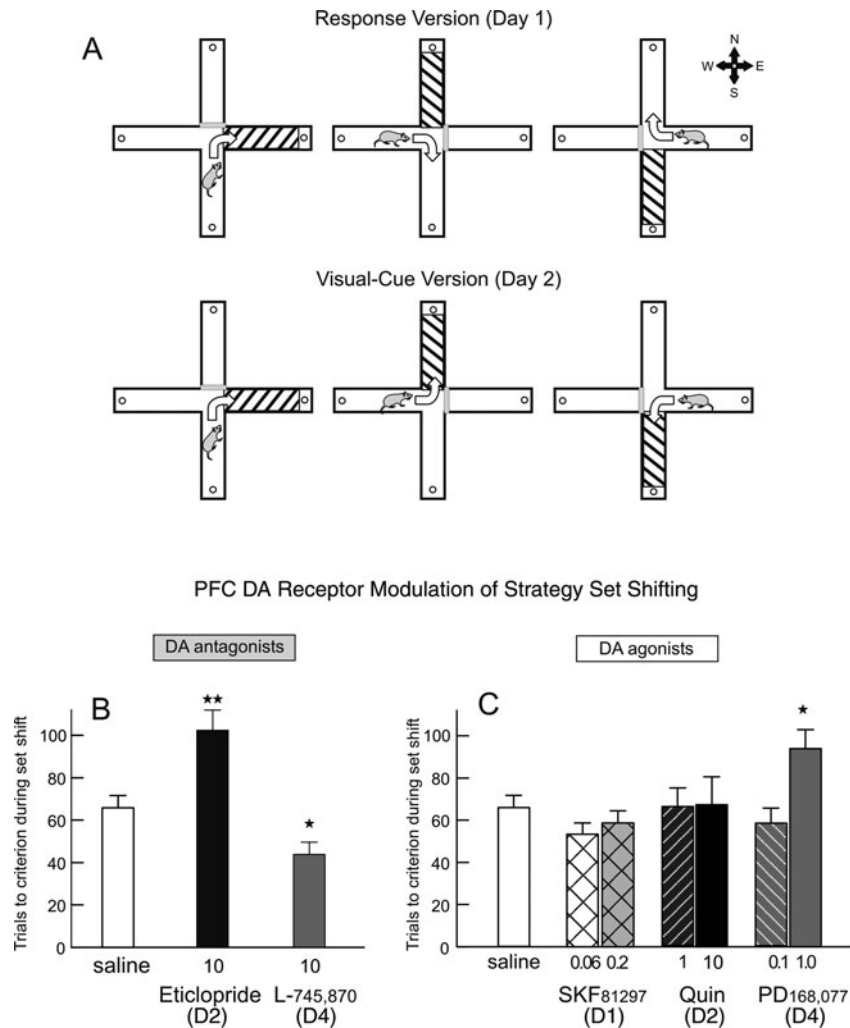 Response Version (Day 1)
A
N
W E
S
Visual-Cue Version (Day 2)
PFC DA Receptor Modulation of Strategy Set Shifting
DA antagonists
DA agonists
B
C
Trials to criterion during set shift
100
80
60
40
20
0
★★
★
saline
10
10
Eticlopride
(D2)
L-745,870
(D4)
Trials to criterion during set shift
100
80
60
40
20
0
★
saline
0.06 0.2
1 10
0.1 1.0
SKF81297
(D1)
Quin
(D2)
PD168,077
(D4)